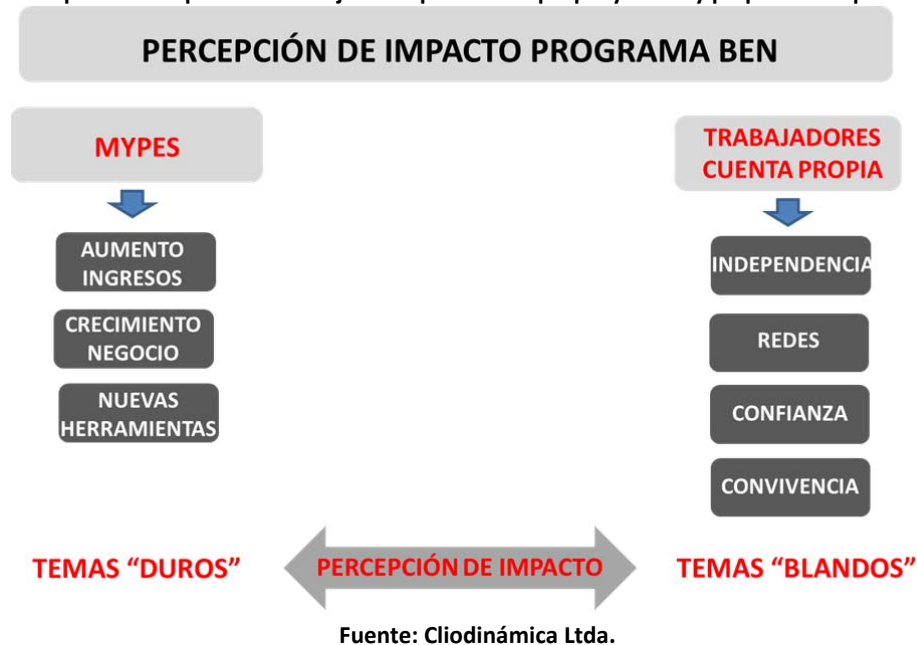 PERCEPCIÓN DE IMPACTO PROGRAMA BEN
MYPES
AUMENTO
INGRESOS
CRECIMIENTO
NEGOCIO
NUEVAS
HERRAMIENTAS
TEMAS “DUROS”
PERCEPCIÓN DE IMPACTO
TRABAJADORES
CUENTA PROPIA
INDEPENDENCIA
REDES
CONFIANZA
CONVIVENCIA
TEMAS “BLANDOS”
Fuente: Cliodinámica Ltda.